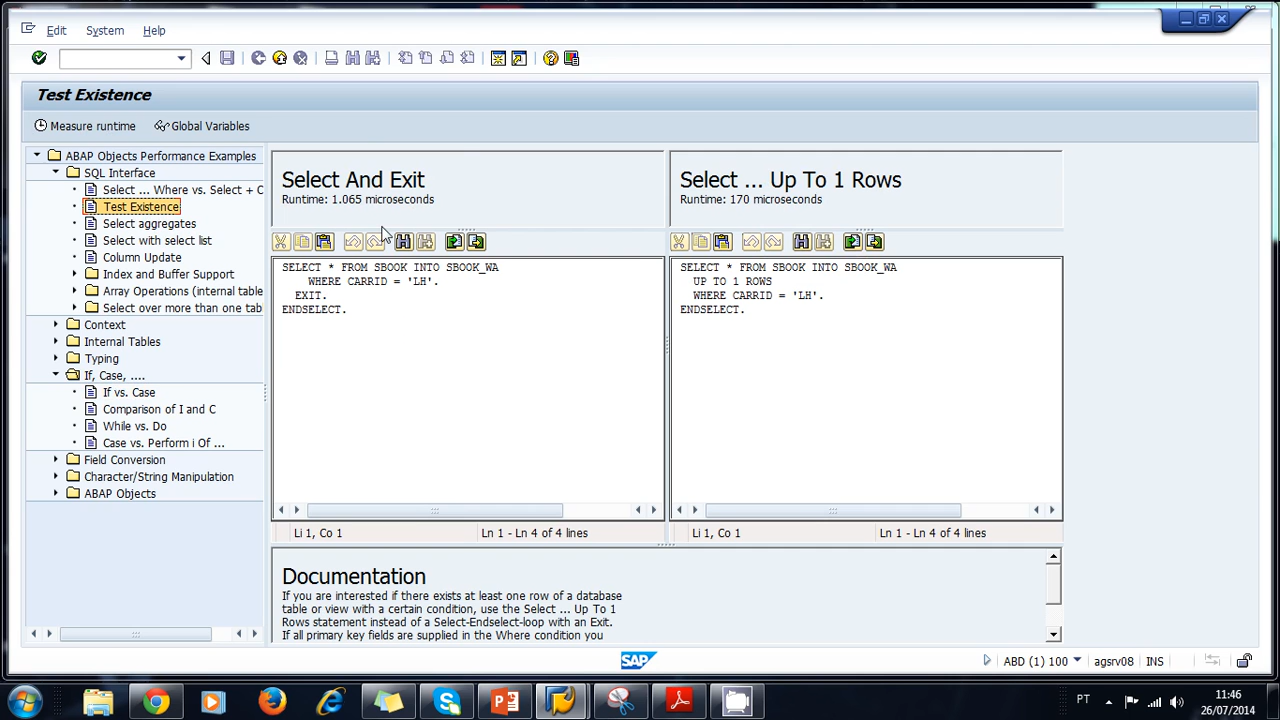 Edit System Help
Test Existence
Measure runtime Global Variables
ABAP Objects Performance Examples
SQL Interface
Select ... Where vs. Select + C
Test Existence
Select aggregates
Select with select list
Column Update
Index and Buffer Support
Array Operations (internal table
Select over more than one tab
Context
Internal Tables
Typing
If, Case, ....
If vs. Case
Comparison of I and C
While vs. Do
Case vs. Perform i Of ...
Field Conversion
Character/String Manipulation
ABAP Objects
Select And Exit
Runtime: 1.065 microseconds
SELECT * FROM SBOOK INTO SBOOK_WA
WHERE CARRID = 'LH'.
EXIT.
ENDSELECT.
Li 1, Co 1 Ln 1 - Ln 4 of 4 lines
Select ... Up To 1 Rows
Runtime: 170 microseconds
SELECT * FROM SBOOK INTO SBOOK_WA
UP TO 1 ROWS
WHERE CARRID = 'LH'.
ENDSELECT.
Li 1, Co 1 Ln 1 - Ln 4 of 4 lines
Documentation
If you are interested if there exists at least one row of a database
table or view with a certain condition, use the Select ... Up To 1
Rows statement instead of a Select-Endselect-loop with an Exit.
If all primary key fields are supplied in the Where condition you
SAP
ABD (1) 100 agsrv08 INS
PT
11:46
26/07/2014